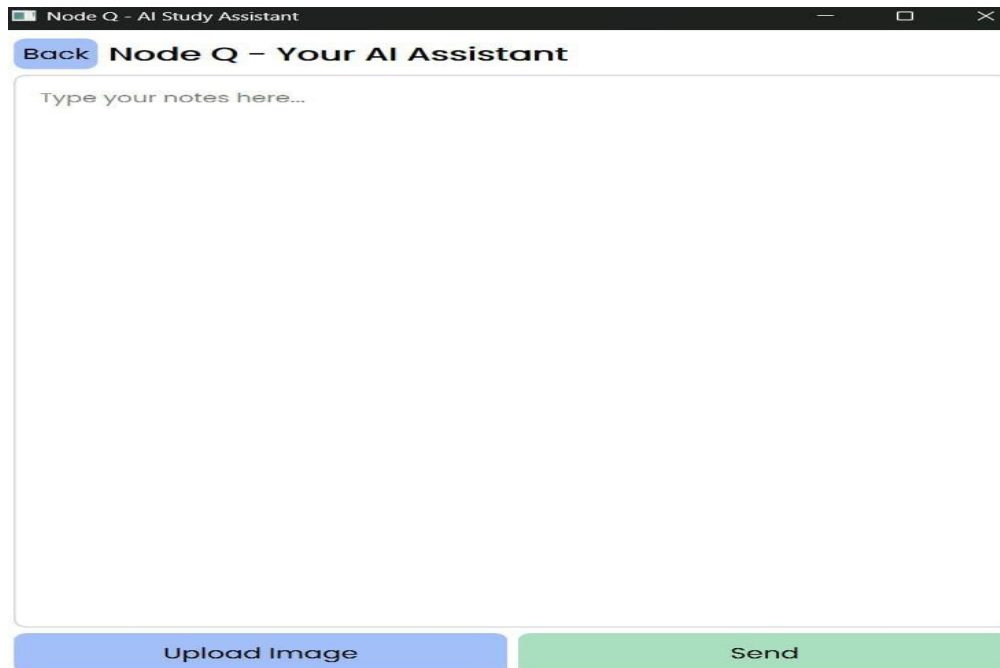 Node Q - AI Study Assistant
Back Node Q – Your AI Assistant
Type your notes here...
Upload Image Send